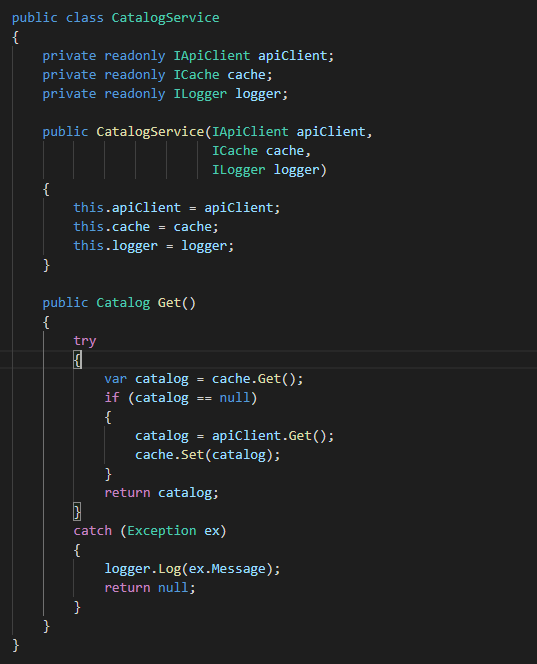 public class CatalogService
{
    private readonly IApiClient apiClient;
    private readonly ICache cache;
    private readonly ILogger logger;

    public CatalogService(IApiClient apiClient,
                          ICache cache,
                          ILogger logger)
    {
        this.apiClient = apiClient;
        this.cache = cache;
        this.logger = logger;
    }

    public Catalog Get()
    {
        try
        {
            var catalog = cache.Get();
            if (catalog == null)
            {
                catalog = apiClient.Get();
                cache.Set(catalog);
            }
            return catalog;
        }
        catch (Exception ex)
        {
            logger.Log(ex.Message);
            return null;
        }
    }
}